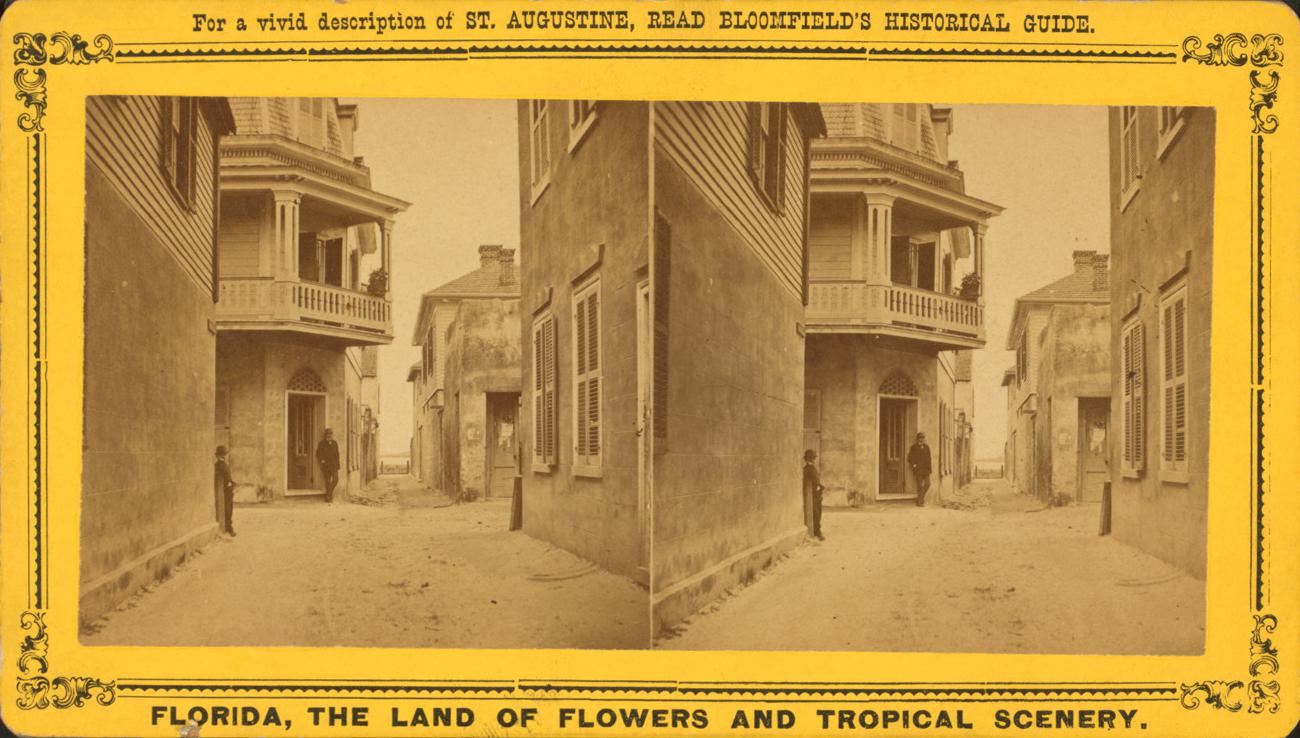 For a vivid description of ST. AUGUSTINE, READ BLOOMFIELD'S HISTORICAL GUIDE.
FLORIDA, THE LAND OF FLOWERS AND TROPICAL SCENERY.